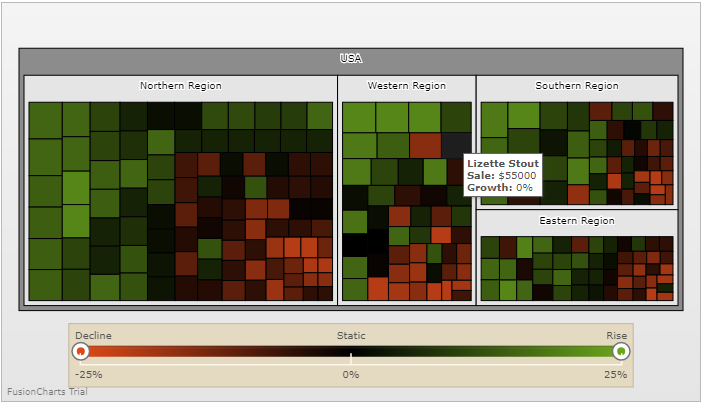 USA
Northern Region
Western Region
Southern Region
Lizette Stout
Sale: $55000
Growth: 0%
Eastern Region
Decline Static Rise
-25% 0% 25%
FusionCharts Trial